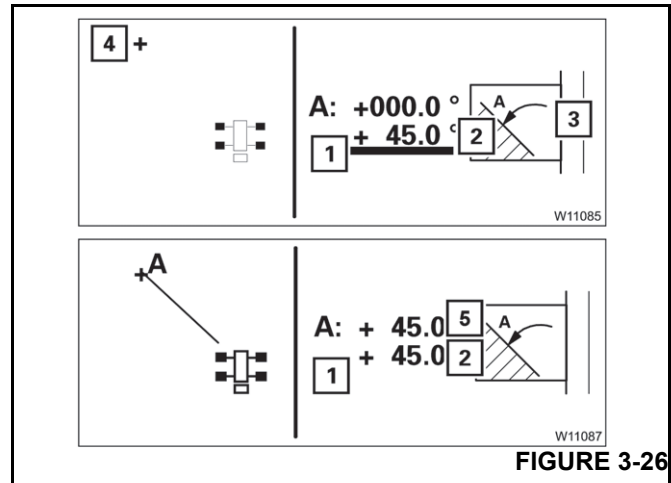 4 +
A: +000.0 °
+ 45.0 °
1
2
A
3
W11085
+A
A: + 45.0
+ 45.0
1
5
2
A
W11087
FIGURE 3-26